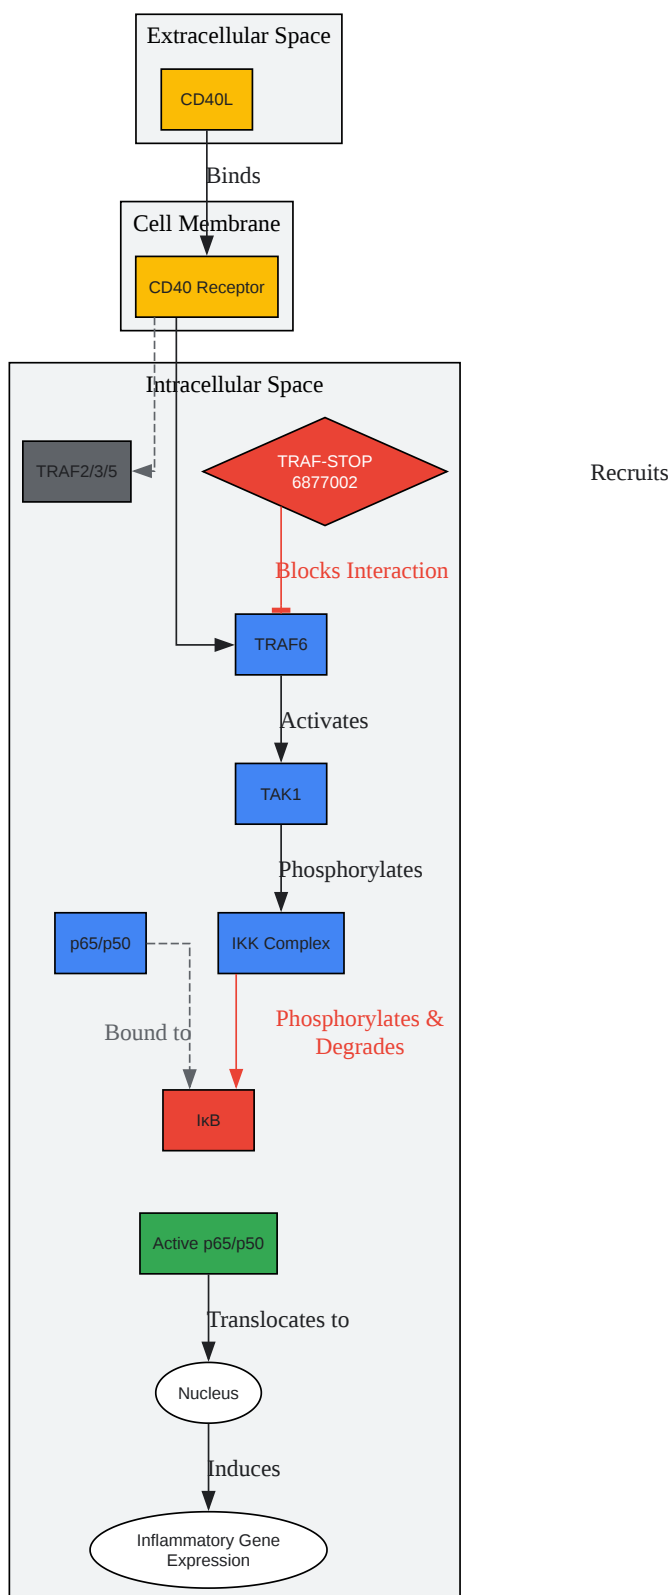 Extracellular Space
CD40L
Binds
Cell Membrane
CD40 Receptor
Intracellular Space
TRAF2/3/5
TRAF-STOP
6877002
Recruits
Blocks Interaction
TRAF6
Activates
TAK1
Phosphorylates
p65/p50
IKK Complex
Bound to
Phosphorylates &
Degrades
IκB
Active p65/p50
Translocates to
Nucleus
Induces
Inflammatory Gene
Expression